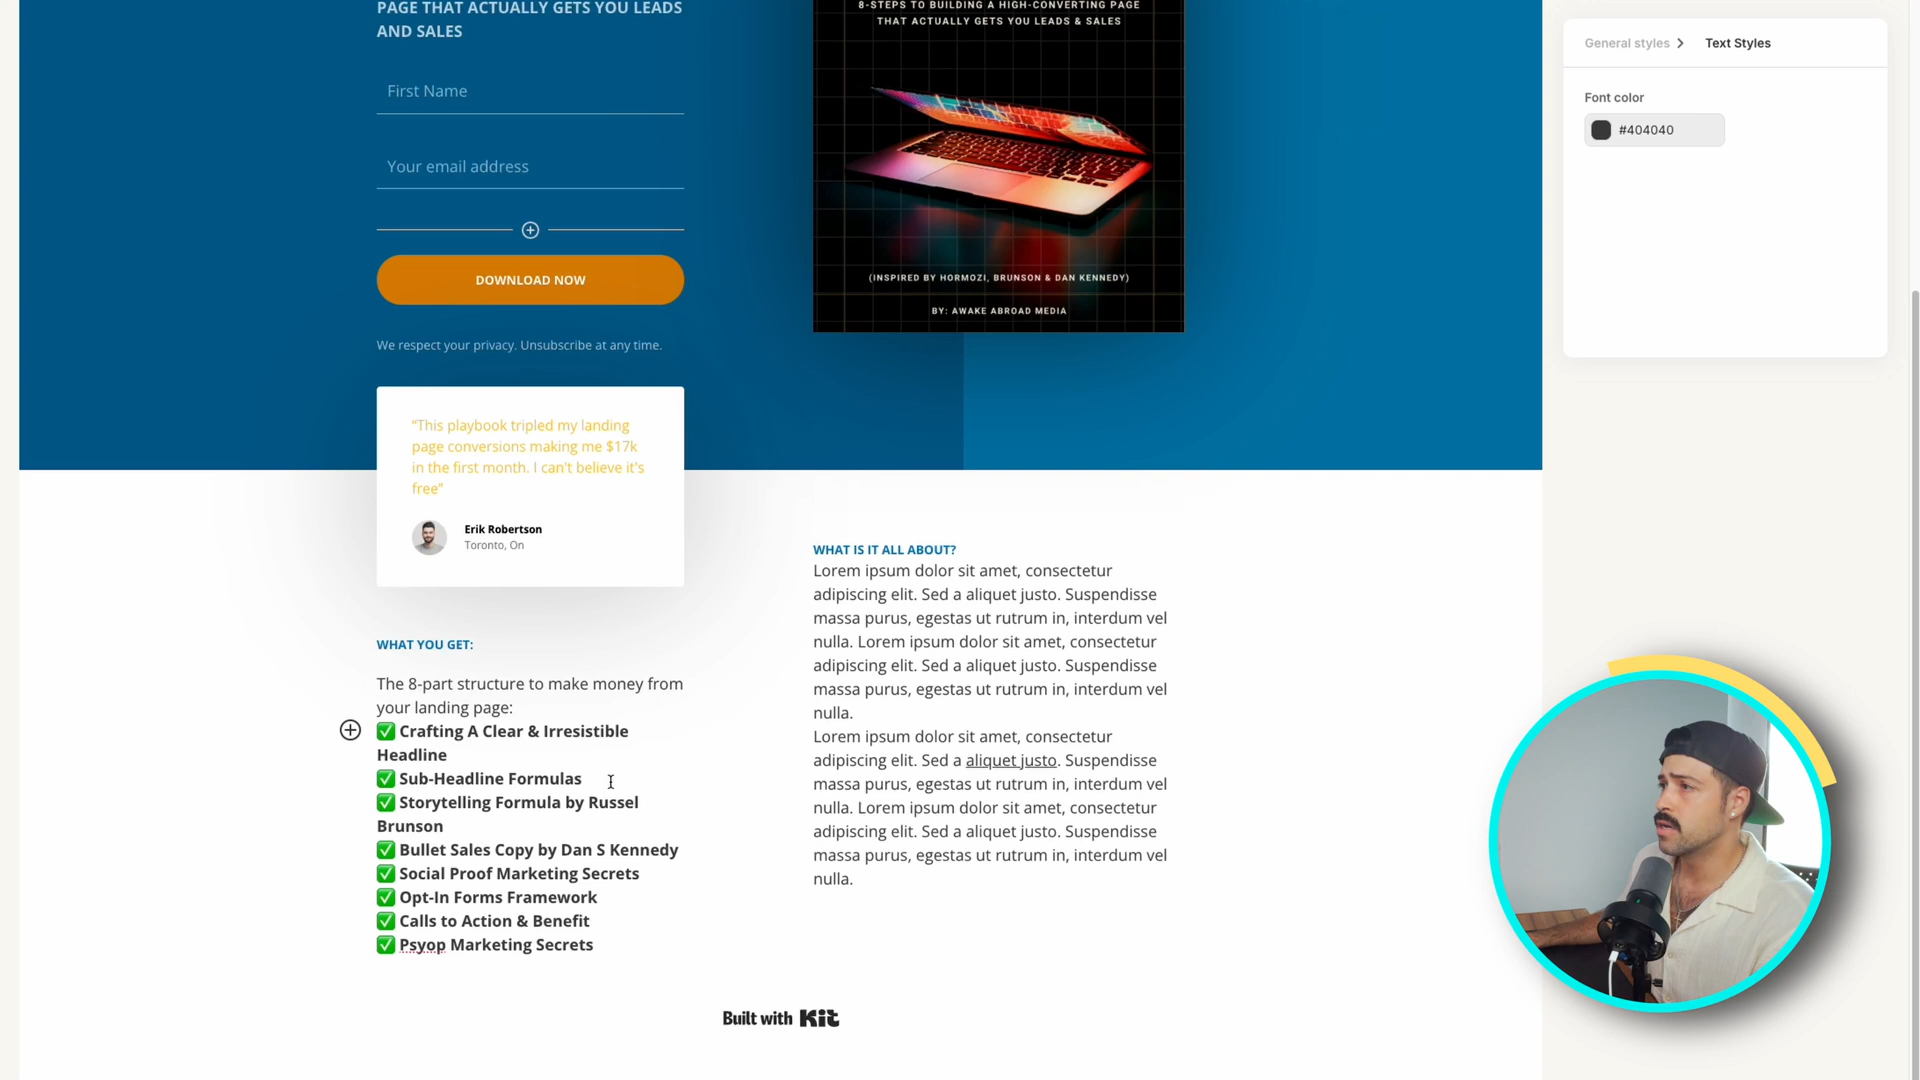 PAGE THAT ACTUALLY GETS YOU LEADS
AND SALES
First Name
Your email address
DOWNLOAD NOW
We respect your privacy. Unsubscribe at any time.
8-STEPS TO BUILDING A HIGH-CONVERTING PAGE
THAT ACTUALLY GETS YOU LEADS & SALES
(INSPIRED BY HORMOZI, BRUNSON & DAN KENNEDY)
BY: AWAKE ABROAD MEDIA
General styles
Text Styles
Font color
#404040
"This playbook tripled my landing
page conversions making me $17k
in the first month. I can't believe it's
free"
Erik Robertson
Toronto, On
WHAT YOU GET:
The 8-part structure to make money from
your landing page:
✅ Crafting A Clear & Irresistible
Headline
✅ Sub-Headline Formulas
✅ Storytelling Formula by Russel
Brunson
✅ Bullet Sales Copy by Dan S Kennedy
✅ Social Proof Marketing Secrets
✅ Opt-In Forms Framework
✅ Calls to Action & Benefit
✅ Psyop Marketing Secrets
WHAT IS IT ALL ABOUT?
Lorem ipsum dolor sit amet, consectetur
adipiscing elit. Sed a aliquet justo. Suspendisse
massa purus, egestas ut rutrum in, interdum vel
nulla. Lorem ipsum dolor sit amet, consectetur
adipiscing elit. Sed a aliquet justo. Suspendisse
massa purus, egestas ut rutrum in, interdum vel
nulla.
Lorem ipsum dolor sit amet, consectetur
adipiscing elit. Sed a aliquet justo. Suspendisse
massa purus, egestas ut rutrum in, interdum vel
nulla. Lorem ipsum dolor sit amet, consectetur
adipiscing elit. Sed a aliquet justo. Suspendisse
massa purus, egestas ut rutrum in, interdum vel
nulla.
Built with Kit